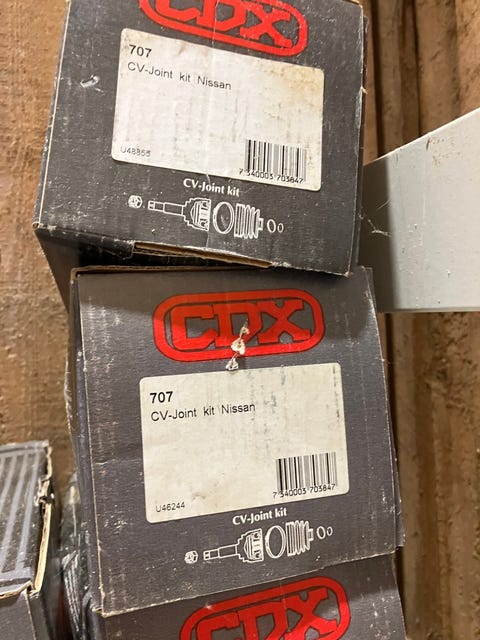 CDX
707
CV-Joint kit Nissan
U48855
7 340003 703847
CV-Joint kit
CDX
707
CV-Joint kit Nissan
U46244
7 340003 703847
CV-Joint kit
CDX